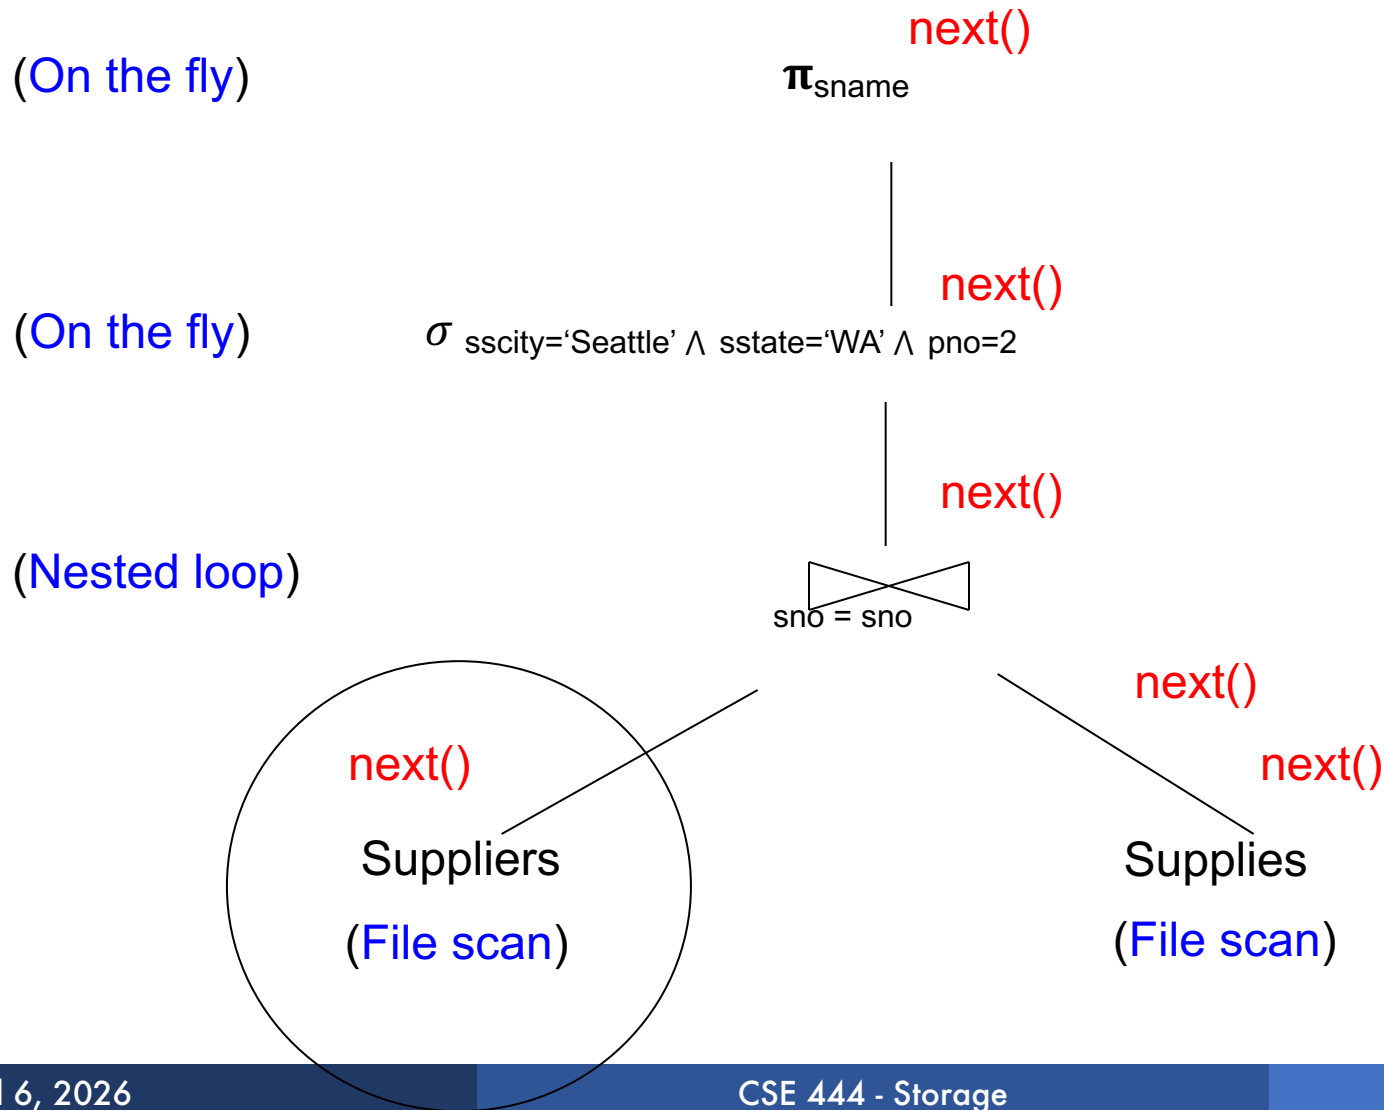 next()
(On the fly) πsname
next()
(On the fly) σ sscity=‘Seattle’ ∧ sstate=‘WA’ ∧ pno=2
next()
(Nested loop)
sno = sno
next()
next() next()
Suppliers Supplies
(File scan) (File scan)
6, 2026 CSE 444 - Storage